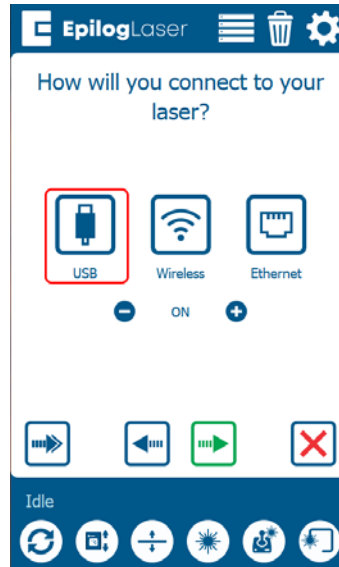 EpilogLaser
How will you connect to your
laser?
USB Wireless Ethernet
ON
Idle